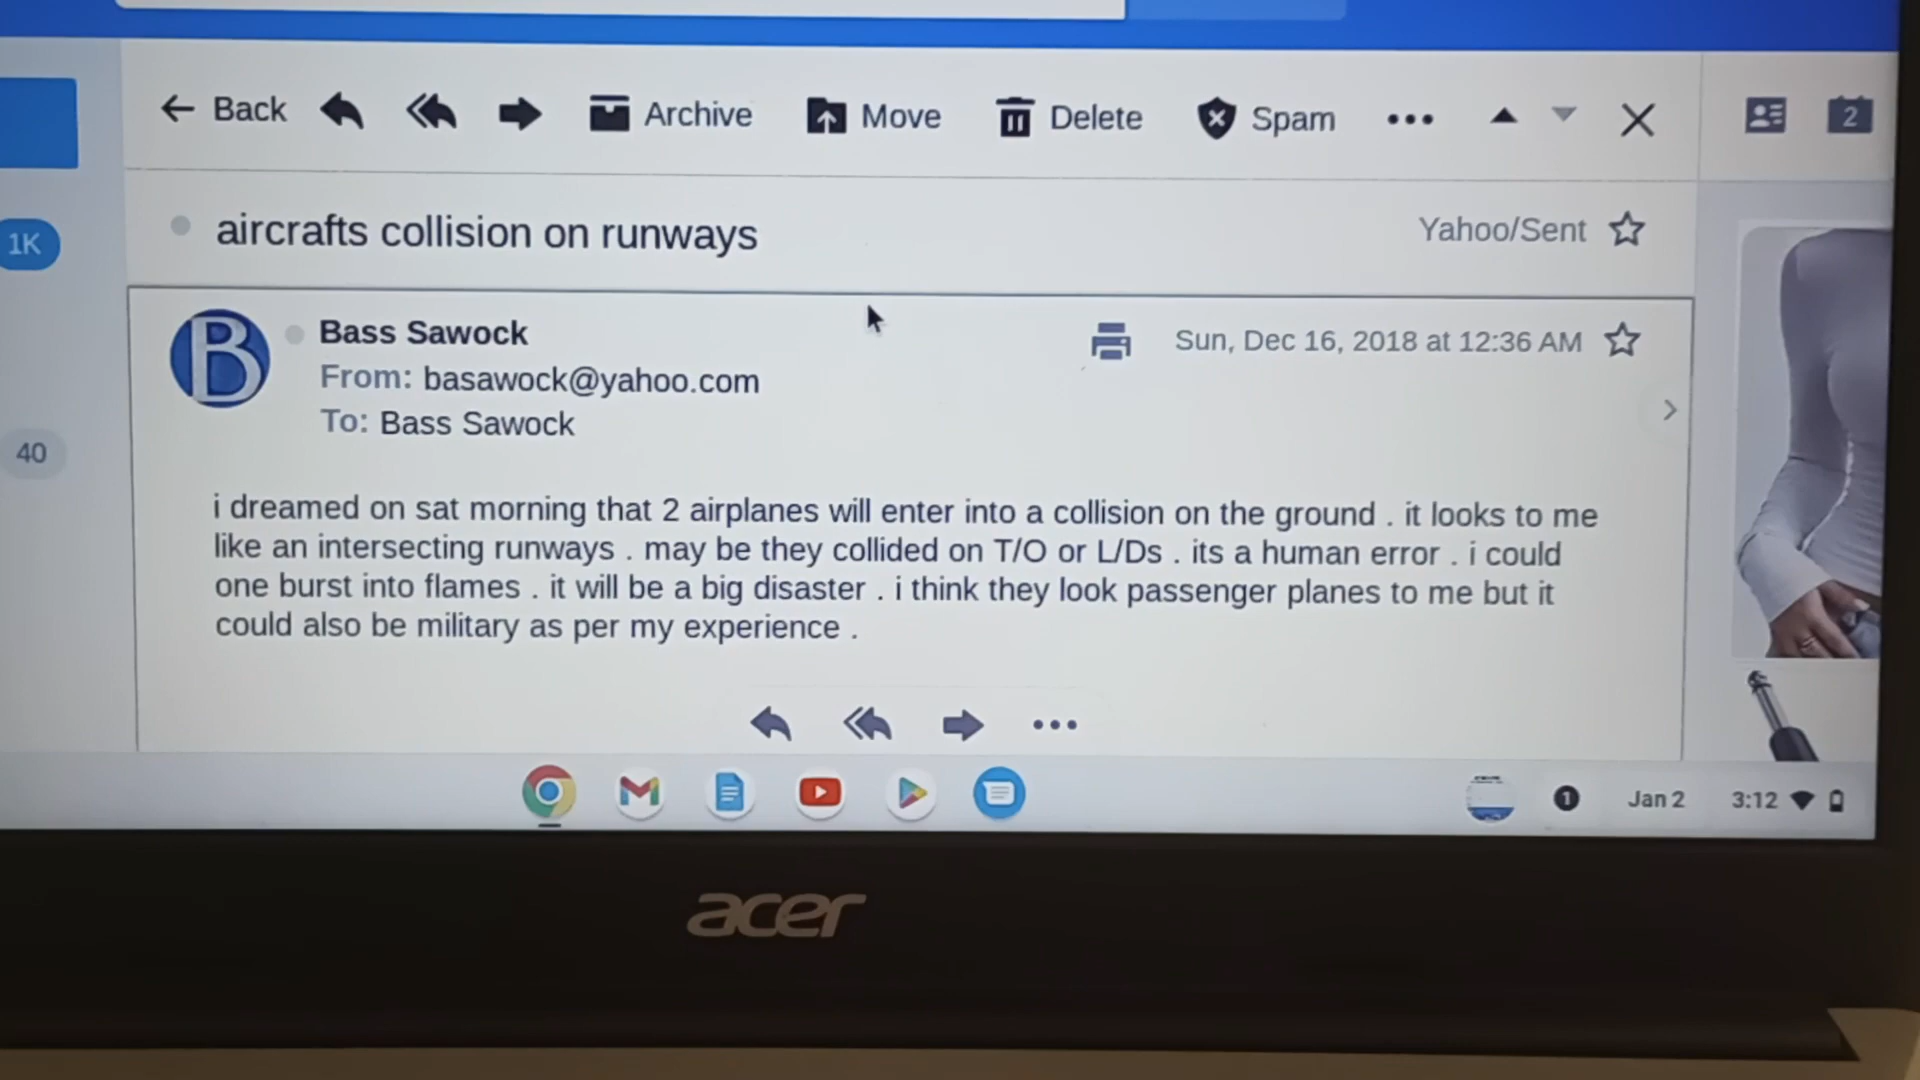 Back
Archive
Move
Delete
Spam
2
1K
aircrafts collision on runways
Yahoo/Sent
B
Bass Sawock
Sun, Dec 16, 2018 at 12:36 AM
From: basawock@yahoo.com
To: Bass Sawock
40
i dreamed on sat morning that 2 airplanes will enter into a collision on the ground . it looks to me
like an intersecting runways . may be they collided on T/O or L/Ds . its a human error . i could
one burst into flames . it will be a big disaster . i think they look passenger planes to me but it
could also be military as per my experience .
1
Jan 2
3:12
acer